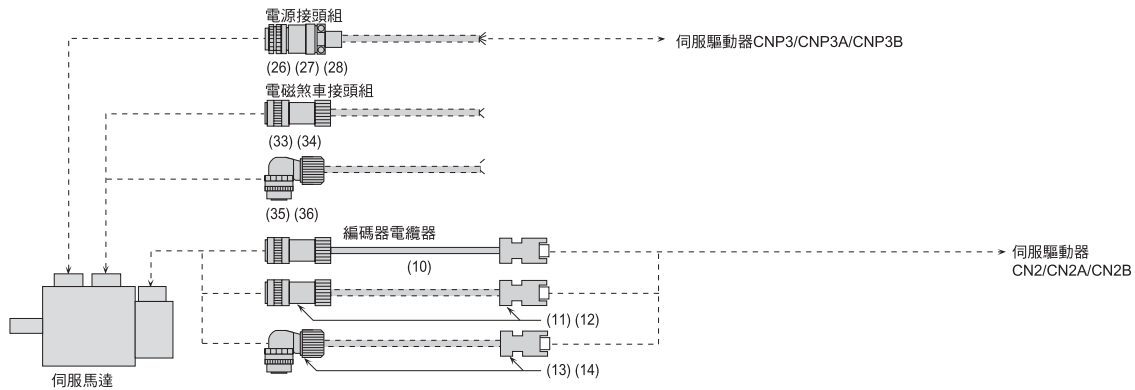 電源接頭組
伺服驅動器CNP3/CNP3A/CNP3B
(26) (27) (28)
電磁煞車接頭組
(33) (34)
(35) (36)
編碼器電纜器
(10)
伺服驅動器
CN2/CN2A/CN2B
(11) (12)
(13) (14)
伺服馬達